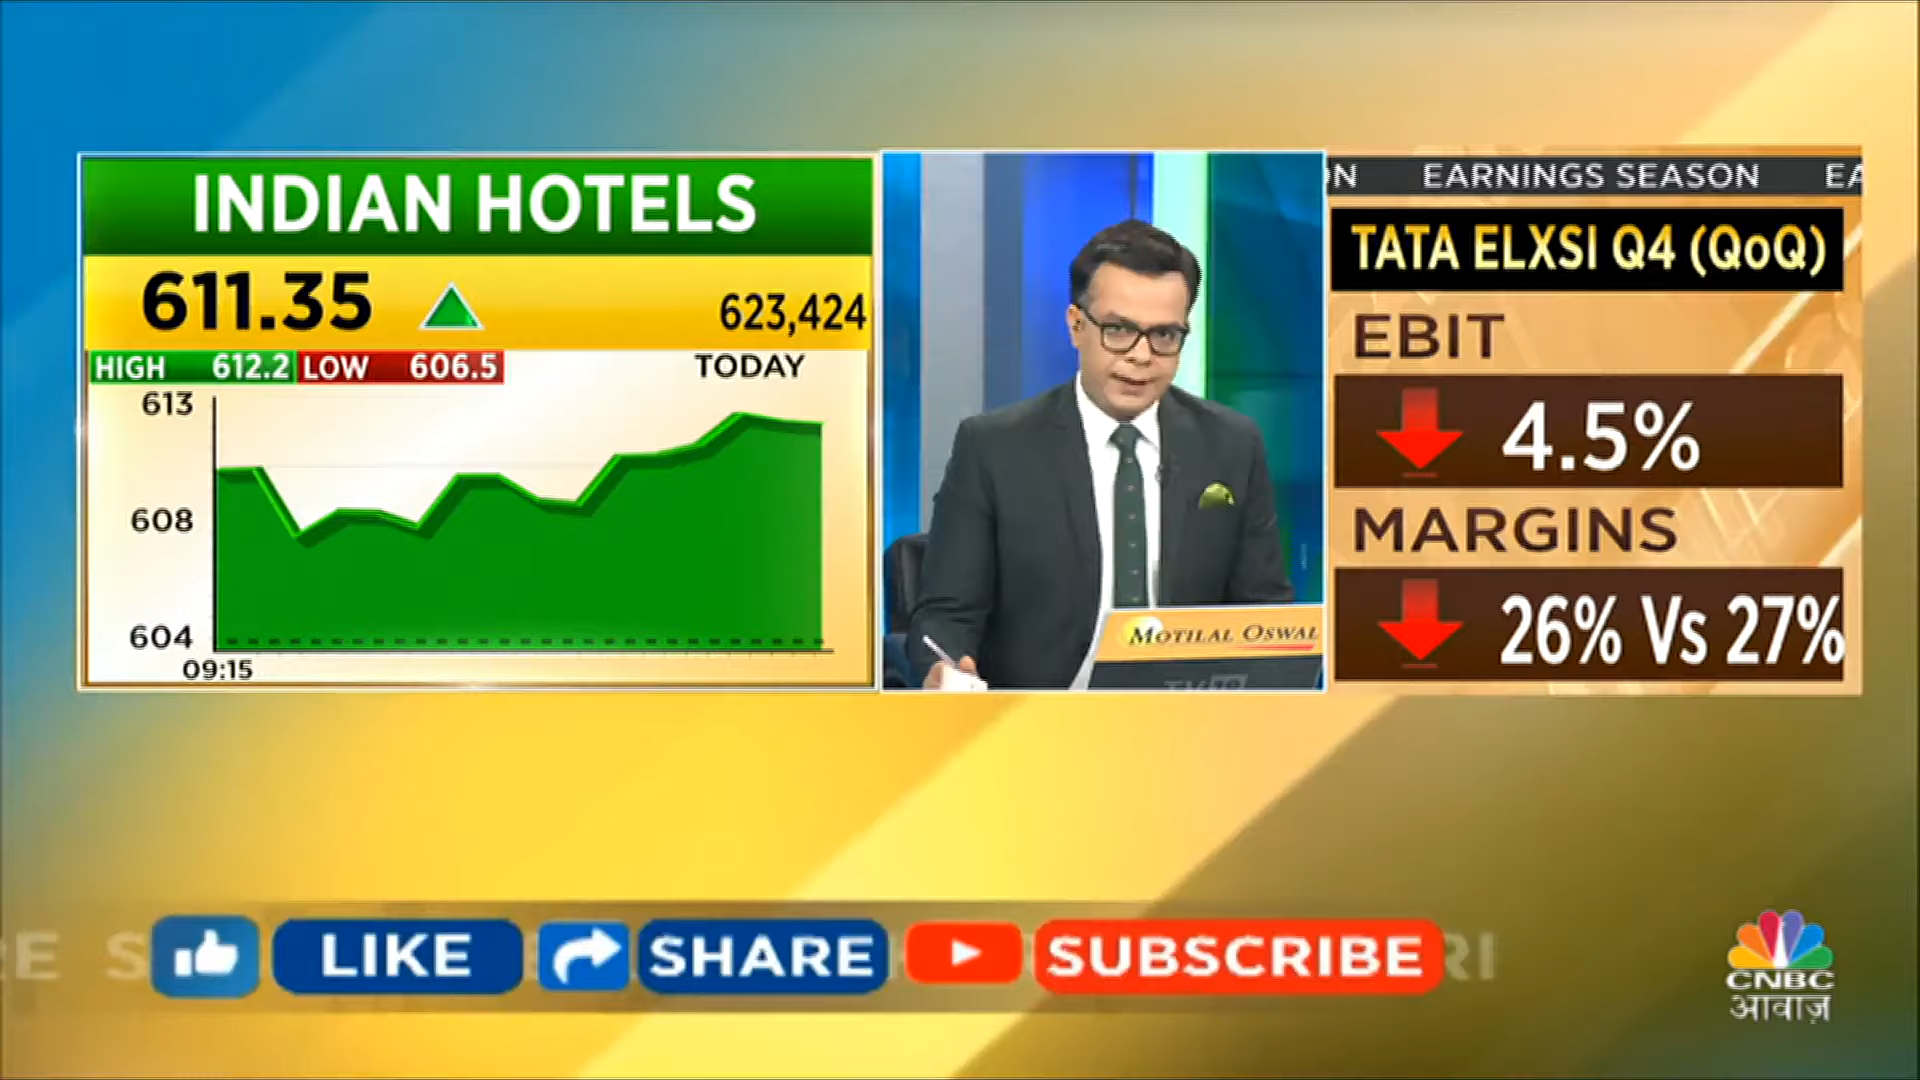 INDIAN HOTELS
611.35
623,424
HIGH 612.2 LOW 606.5
TODAY
613
608
604
09:15
MOTILAL OSWAL
ON EARNINGS SEASON EA
TATA ELXSI Q4 (QoQ)
EBIT
4.5%
MARGINS
26% Vs 27%
LIKE
SHARE
SUBSCRIBE
CNBC
आवाज़